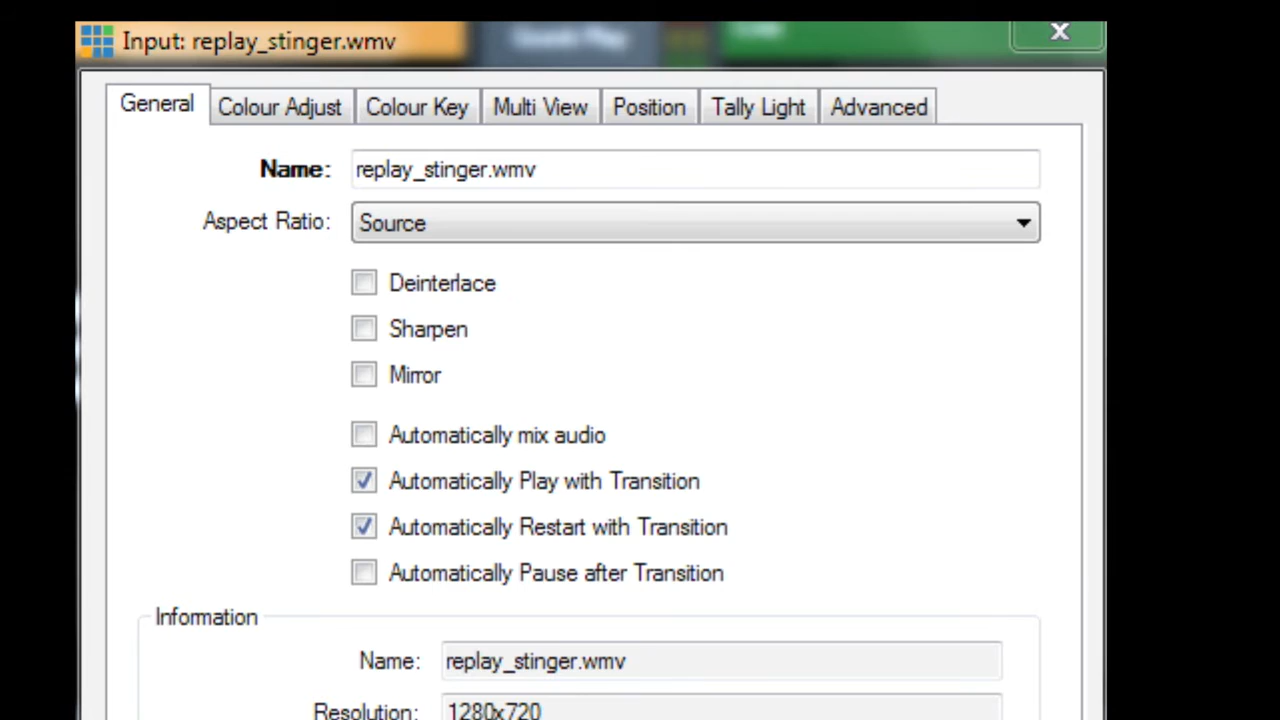 Input: replay_stinger.wmv
General Colour Adjust Colour Key Multi View Position Tally Light Advanced
Name: replay_stinger.wmv
Aspect Ratio: Source
Deinterlace
Sharpen
Mirror
Automatically mix audio
Automatically Play with Transition
Automatically Restart with Transition
Automatically Pause after Transition
Information
Name: replay_stinger.wmv
Resolution: 1280x720